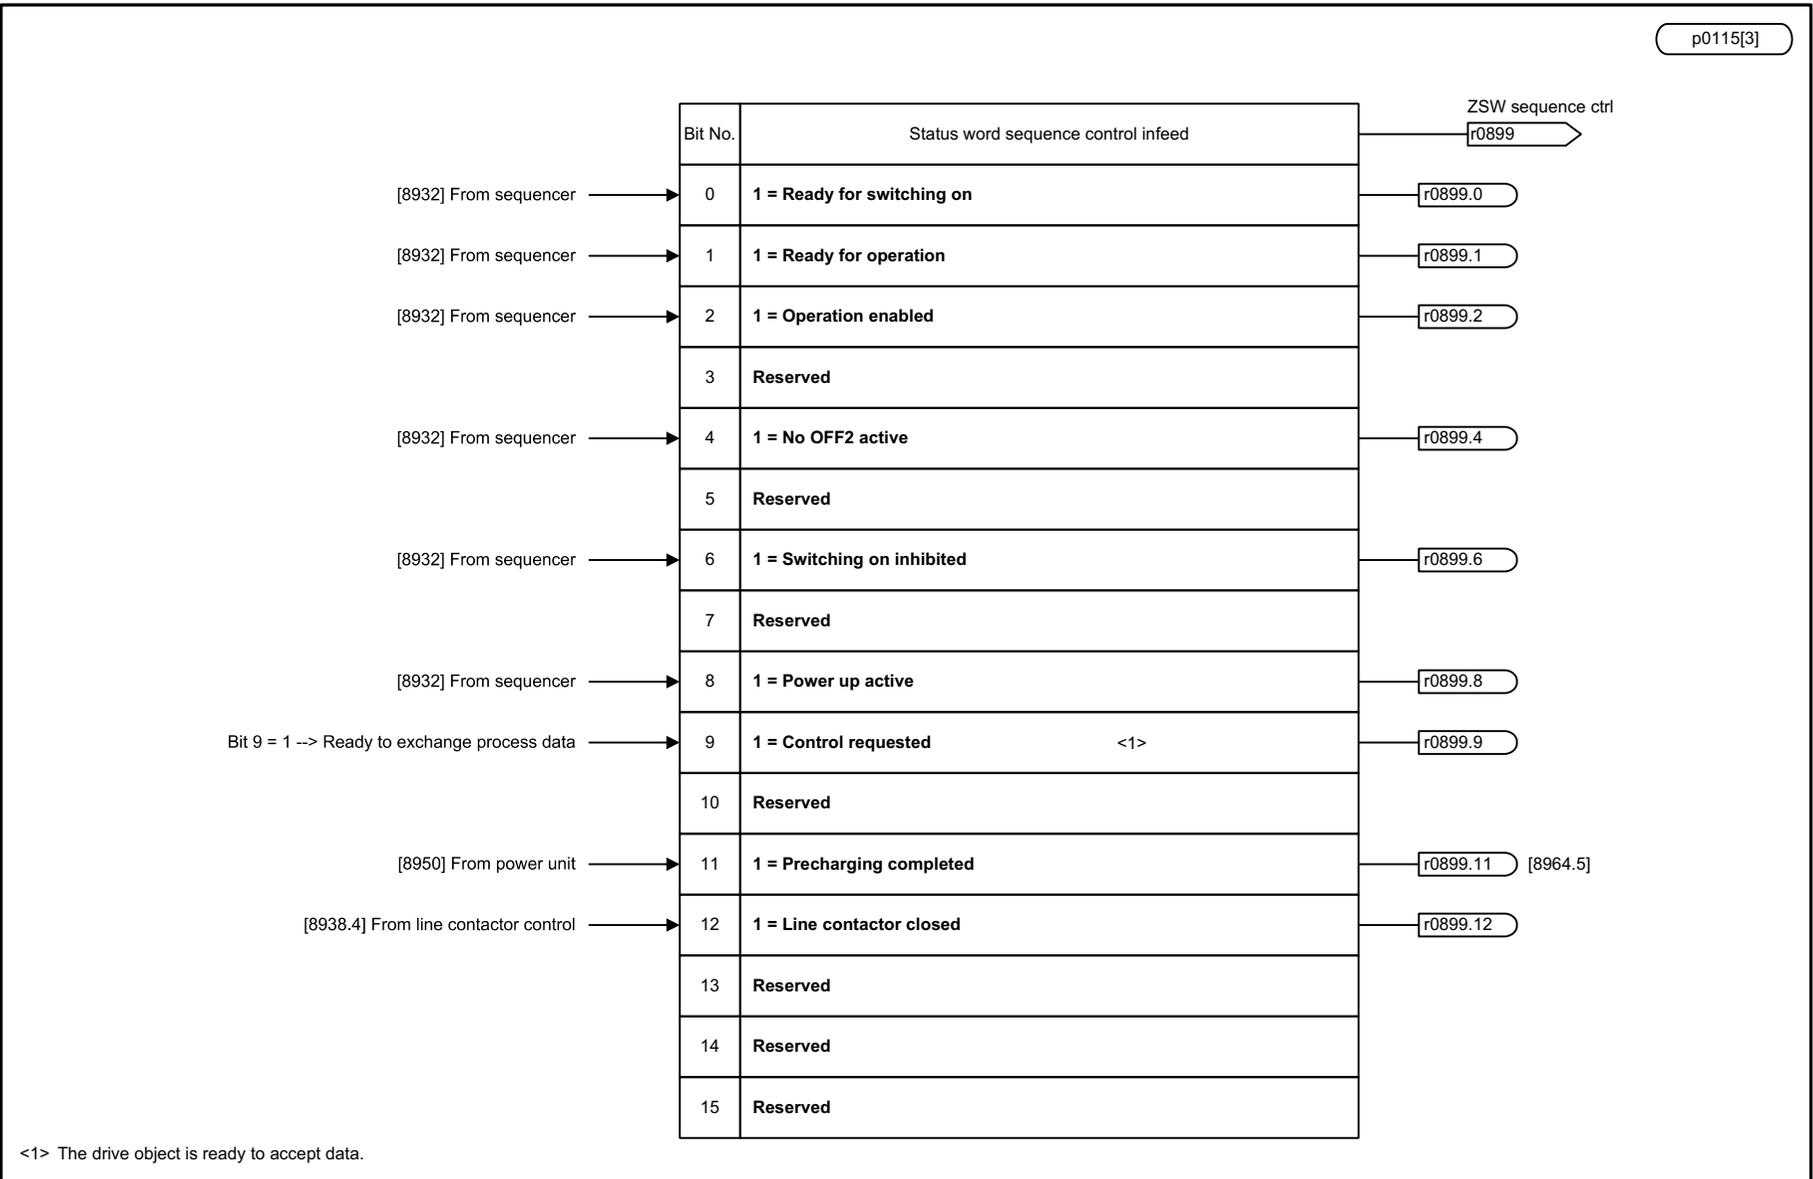 p0115[3]
ZSW sequence ctrl
Bit No. Status word sequence control infeed r0899
[8932] From sequencer 0 1 = Ready for switching on r0899.0
[8932] From sequencer 1 1 = Ready for operation r0899.1
[8932] From sequencer 2 1 = Operation enabled r0899.2
3 Reserved
[8932] From sequencer 4 1 = No OFF2 active r0899.4
5 Reserved
[8932] From sequencer 6 1 = Switching on inhibited r0899.6
7 Reserved
[8932] From sequencer 8 1 = Power up active r0899.8
Bit 9 = 1 --> Ready to exchange process data 9 1 = Control requested <1> r0899.9
10 Reserved
[8950] From power unit 11 1 = Precharging completed r0899.11 [8964.5]
[8938.4] From line contactor control 12 1 = Line contactor closed r0899.12
13 Reserved
14 Reserved
15 Reserved
<1> The drive object is ready to accept data.